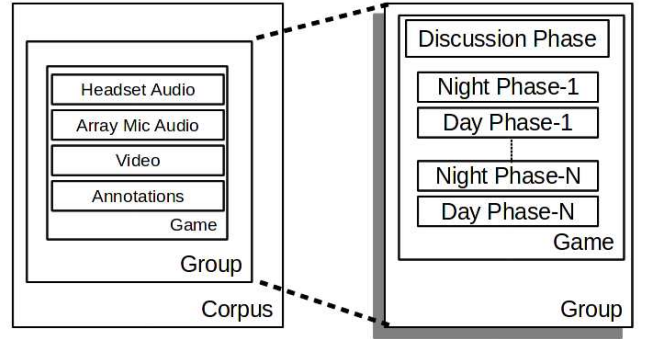 Headset Audio
Array Mic Audio
Video
Annotations
Game
Group
Corpus
Discussion Phase
Night Phase-1
Day Phase-1
Night Phase-N
Day Phase-N
Game
Group